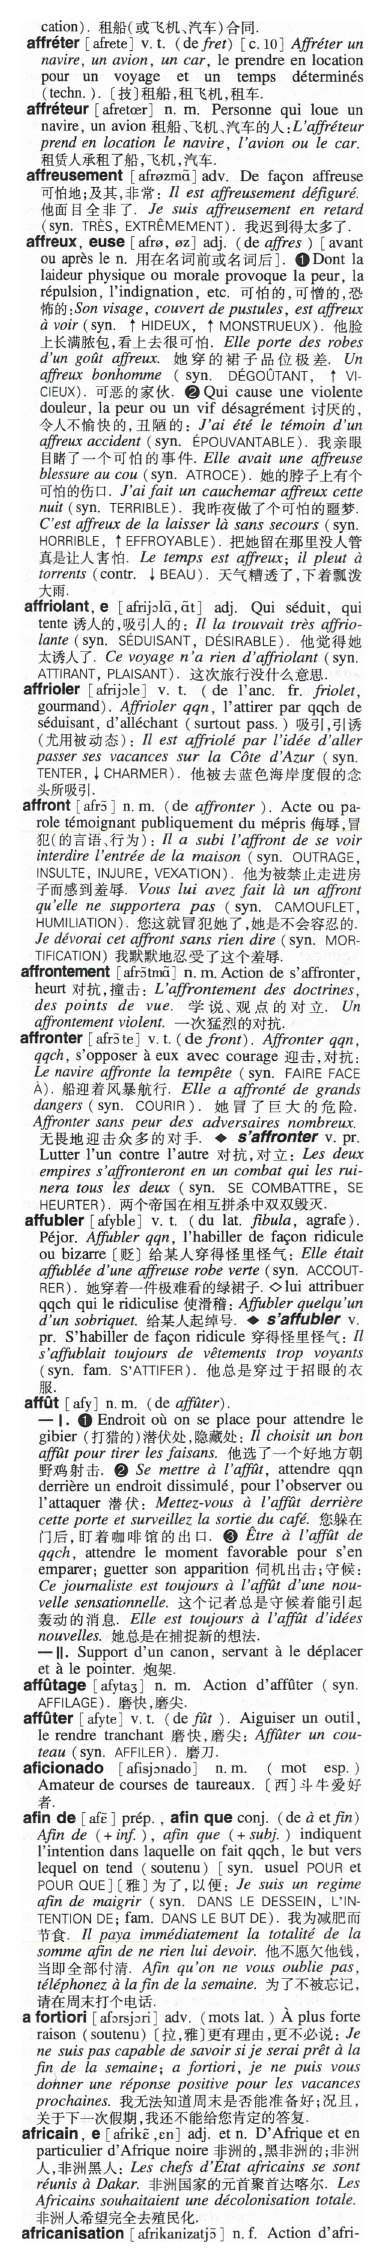 cation). 租船(或飞机、汽车)合同.
affréter [afrete] v. t. (de fret) [c. 10] Affréter un
navire, un avion, un car, le prendre en location
pour un voyage et un temps déterminés
(techn.). 〔技〕租船,租飞机,租车.
affréteur [afretœr] n. m. Personne qui loue un
navire, un avion 租船、飞机、汽车的人:L'affréteur
prend en location le navire, l'avion ou le car.
租赁人承租了船,飞机,汽车.
affreusement [afrøzmɑ̃] adv. De façon affreuse
可怕地;及其,非常: Il est affreusement défiguré.
他面目全非了. Je suis affreusement en retard
(syn. TRÈS, EXTRÊMEMENT). 我迟到得太多了.
affreux, euse [afrø, øz] adj. (de affres) [avant
ou après le n. 用在名词前或名词后]. ❶Dont la
laideur physique ou morale provoque la peur, la
répulsion, l'indignation, etc. 可怕的,可憎的,恐
怖的:Son visage, couvert de pustules, est affreux
à voir (syn. ↑ HIDEUX, ↑ MONSTRUEUX). 他脸
上长满脓包,看上去很可怕. Elle porte des robes
d'un goût affreux. 她穿的裙子品位极差. Un
affreux bonhomme (syn. DÉGOÛTANT, ↑ VI-
CIEUX). 可恶的家伙. ❷Qui cause une violente
douleur, la peur ou un vif désagrément 讨厌的,
令人不愉快的,丑陋的: J'ai été le témoin d'un
affreux accident (syn. ÉPOUVANTABLE). 我亲眼
目睹了一个可怕的事件. Elle avait une affreuse
blessure au cou (syn. ATROCE). 她的脖子上有个
可怕的伤口. J'ai fait un cauchemar affreux cette
nuit (syn. TERRIBLE). 我昨夜做了个可怕的噩梦.
C'est affreux de la laisser là sans secours (syn.
HORRIBLE, ↑EFFROYABLE). 把她留在那里没人管
真是让人害怕. Le temps est affreux; il pleut à
torrents (contr. ↓BEAU). 天气糟透了,下着瓢泼
大雨.
affriolant, e [afrijɔlɑ̃, ɑ̃t] adj. Qui séduit, qui
tente 诱人的,吸引人的: Il la trouvait très affrio-
lante (syn. SÉDUISANT, DÉSIRABLE). 他觉得她
太诱人了. Ce voyage n'a rien d'affriolant (syn.
ATTIRANT, PLAISANT). 这次旅行没什么意思.
affrioler [afrijɔle] v. t. (de l'anc. fr. friolet,
gourmand). Affrioler qqn, l'attirer par qqch de
séduisant, d'alléchant (surtout pass.) 吸引,引诱
(尤用被动态): Il est affriolé par l'idée d'aller
passer ses vacances sur la Côte d'Azur (syn.
TENTER,↓CHARMER). 他被去蓝色海岸度假的念
头所吸引.
affront [afrɔ̃] n. m. (de affronter). Acte ou pa-
role témoignant publiquement du mépris 侮辱,冒
犯(的言语、行为): Il a subi l'affront de se voir
interdire l'entrée de la maison (syn. OUTRAGE,
INSULTE, INJURE, VEXATION). 他为被禁止走进房
子而感到羞辱. Vous lui avez fait là un affront
qu'elle ne supportera pas (syn. CAMOUFLET,
HUMILIATION). 您这就冒犯她了,她是不会容忍的.
Je dévorai cet affront sans rien dire (syn. MOR-
TIFICATION) 我默默地忍受了这个羞辱.
affrontement [afrɔ̃tmɑ̃] n. m. Action de s'affronter,
heurt 对抗,撞击: L'affrontement des doctrines,
des points de vue. 学说、观点的对立. Un
affrontement violent. 一次猛烈的对抗.
affronter [afrɔ̃te] v. t. (de front). Affronter qqn,
qqch, s'opposer à eux avec courage 迎击,对抗:
Le navire affronte la tempête (syn. FAIRE FACE
À). 船迎着风暴航行. Elle a affronté de grands
dangers (syn. COURIR). 她冒了巨大的危险.
Affronter sans peur des adversaires nombreux.
无畏地迎击众多的对手. ◆ s'affronter v. pr.
Lutter l'un contre l'autre 对抗,对立: Les deux
empires s'affronteront en un combat qui les rui-
nera tous les deux (syn. SE COMBATTRE, SE
HEURTER). 两个帝国在相互拼杀中双双毁灭.
affubler [afyble] v. t. (du lat. fibula, agrafe).
Péjor. Affubler qqn, l'habiller de façon ridicule
ou bizarre [贬] 给某人穿得怪里怪气: Elle était
affublée d'une affreuse robe verte (syn. ACCOUT-
RER). 她穿着一件极难看的绿裙子. ◇lui attribuer
qqch qui le ridiculise 使滑稽: Affubler quelqu'un
d'un sobriquet. 给某人起绰号. ◆ s'affubler v.
pr. S'habiller de façon ridicule 穿得怪里怪气: Il
s'affublait toujours de vêtements trop voyants
(syn. fam. S'ATTIFER). 他总是穿过于招眼的衣
服.
affût [afy] n. m. (de affûter).
—I. ❶ Endroit où on se place pour attendre le
gibier (打猎的)潜伏处,隐藏处: Il choisit un bon
affût pour tirer les faisans. 他选了一个好地方朝
野鸡射击. ❷ Se mettre à l'affût, attendre qqn
derrière un endroit dissimulé, pour l'observer ou
l'attaquer 潜伏: Mettez-vous à l'affût derrière
cette porte et surveillez la sortie du café. 您躲在
门后,盯着咖啡馆的出口. ❸ Être à l'affût de
qqch, attendre le moment favorable pour s'en
emparer; guetter son apparition 伺机出击;守候:
Ce journaliste est toujours à l'affût d'une nou-
velle sensationnelle. 这个记者总是守候着能引起
轰动的消息. Elle est toujours à l'affût d'idées
nouvelles. 她总是在捕捉新的想法.
—II. Support d'un canon, servant à le déplacer
et à le pointer. 炮架.
affûtage [afytaʒ] n. m. Action d'affûter (syn.
AFFILAGE). 磨快,磨尖.
affûter [afyte] v. t. (de fût). Aiguiser un outil,
le rendre tranchant 磨快,磨尖: Affûter un cou-
teau (syn. AFFILER). 磨刀.
aficionado [afisjɔnado] n. m. (mot esp.)
Amateur de courses de taureaux. 〔西〕斗牛爱好
者.
afin de [afɛ̃] prép., afin que conj. (de à et fin)
Afin de (+inf.), afin que (+subj.) indiquent
l'intention dans laquelle on fait qqch, le but vers
lequel on tend (soutenu) [syn. usuel POUR et
POUR QUE]〔雅〕为了,以便: Je suis un regime
afin de maigrir (syn. DANS LE DESSEIN, L'IN-
TENTION DE; fam. DANS LE BUT DE). 我为减肥而
节食. Il paya immédiatement la totalité de la
somme afin de ne rien lui devoir. 他不愿欠他钱,
当即全部付清. Afin qu'on ne vous oublie pas,
téléphonez à la fin de la semaine. 为了不被忘记,
请在周末打个电话.
a fortiori [afɔrsjɔri] adv. (mots lat.) À plus forte
raison (soutenu) [拉,雅]更有理由,更不必说: Je
ne suis pas capable de savoir si je serai prêt à la
fin de la semaine; a fortiori, je ne puis vous
donner une réponse positive pour les vacances
prochaines. 我无法知道周末是否能准备好;况且,
关于下一次假期,我还不能给您肯定的答复.
africain, e [afrikɛ̃,ɛn] adj. et n. D'Afrique et en
particulier d'Afrique noire 非洲的,黑非洲的;非洲
人,非洲黑人: Les chefs d'État africains se sont
réunis à Dakar. 非洲国家的元首聚首达喀尔. Les
Africains souhaitaient une décolonisation totale.
非洲人希望完全去殖民化.
africanisation [afrikanizatjɔ̃] n. f. Action d'afri-